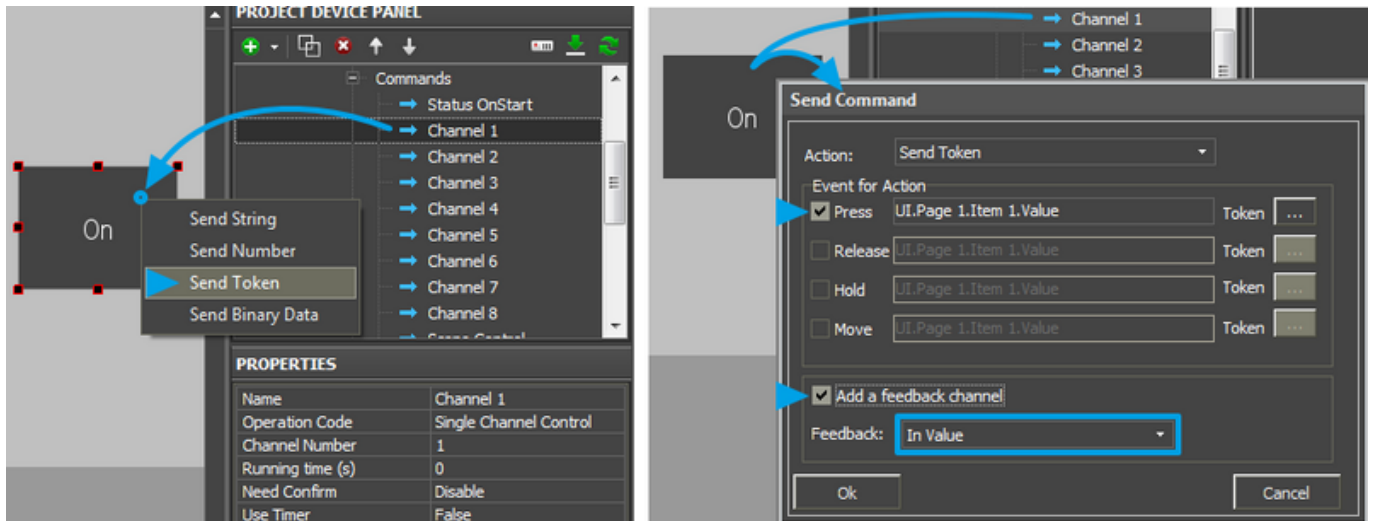 PROJECT DEVICE PANEL
Commands
Status OnStart
Channel 1
Channel 2
Channel 3
Channel 4
Channel 5
Channel 6
Channel 7
Channel 8
Scene Control
On
Send String
Send Number
Send Token
Send Binary Data
PROPERTIES
Name Channel 1
Operation Code Single Channel Control
Channel Number 1
Running time (s) 0
Need Confirm Disable
Use Timer False
Channel 1
Channel 2
Channel 3
On
Send Command
Action: Send Token
Event for Action
Press UI.Page 1.Item 1.Value Token ...
Release UI.Page 1.Item 1.Value Token ...
Hold UI.Page 1.Item 1.Value Token ...
Move UI.Page 1.Item 1.Value Token ...
Add a feedback channel
Feedback: In Value
Ok Cancel